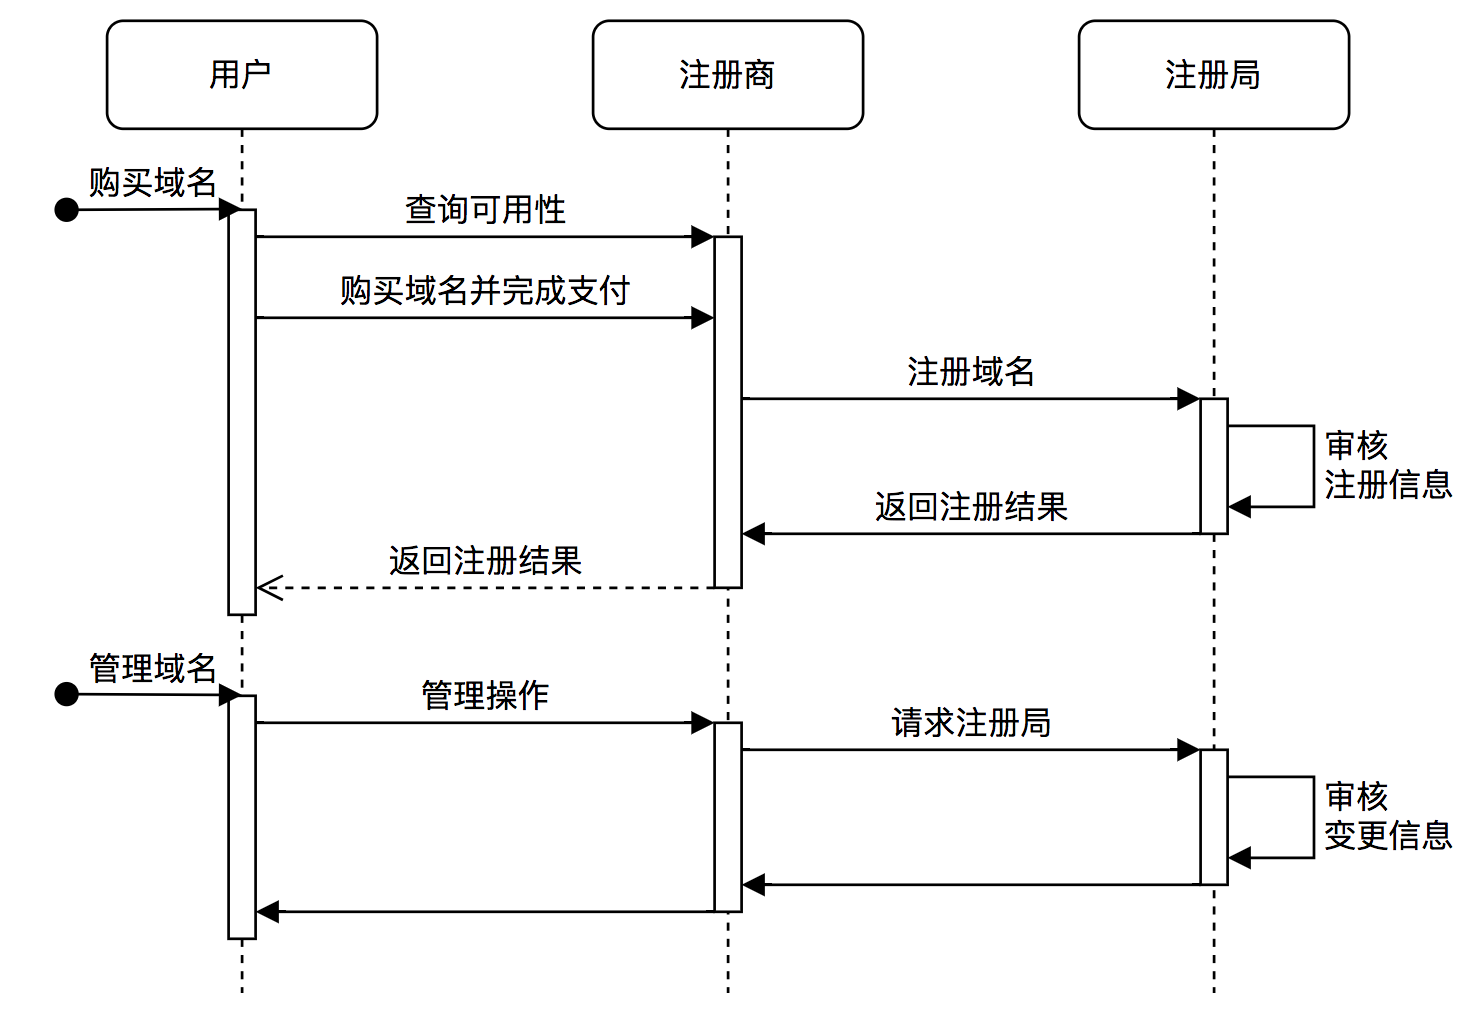 用户
注册商
注册局
购买域名
查询可用性
购买域名并完成支付
注册域名
审核
注册信息
返回注册结果
返回注册结果
管理域名
管理操作
请求注册局
审核
变更信息